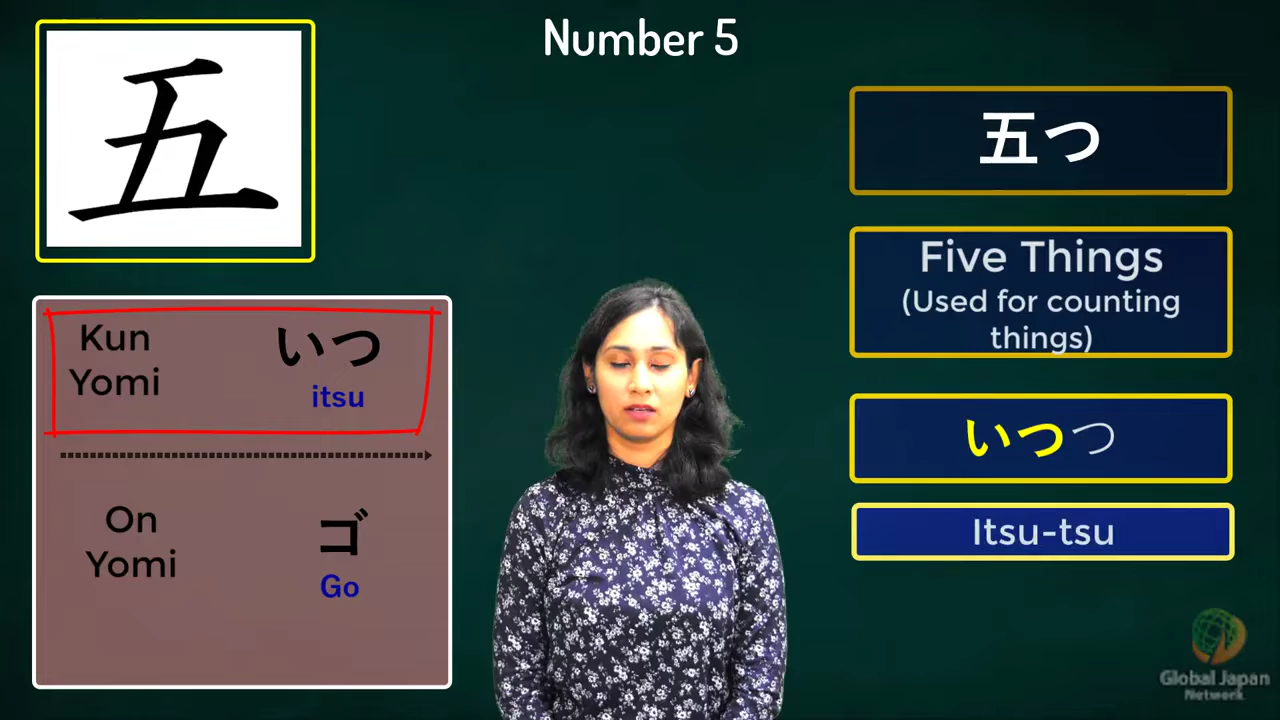 Number 5
五
五つ
Five Things
(Used for counting
things)
いつつ
Itsu-tsu
Kun
Yomi
いつ
itsu
On
Yomi
ゴ
Go
Global Japan
Network